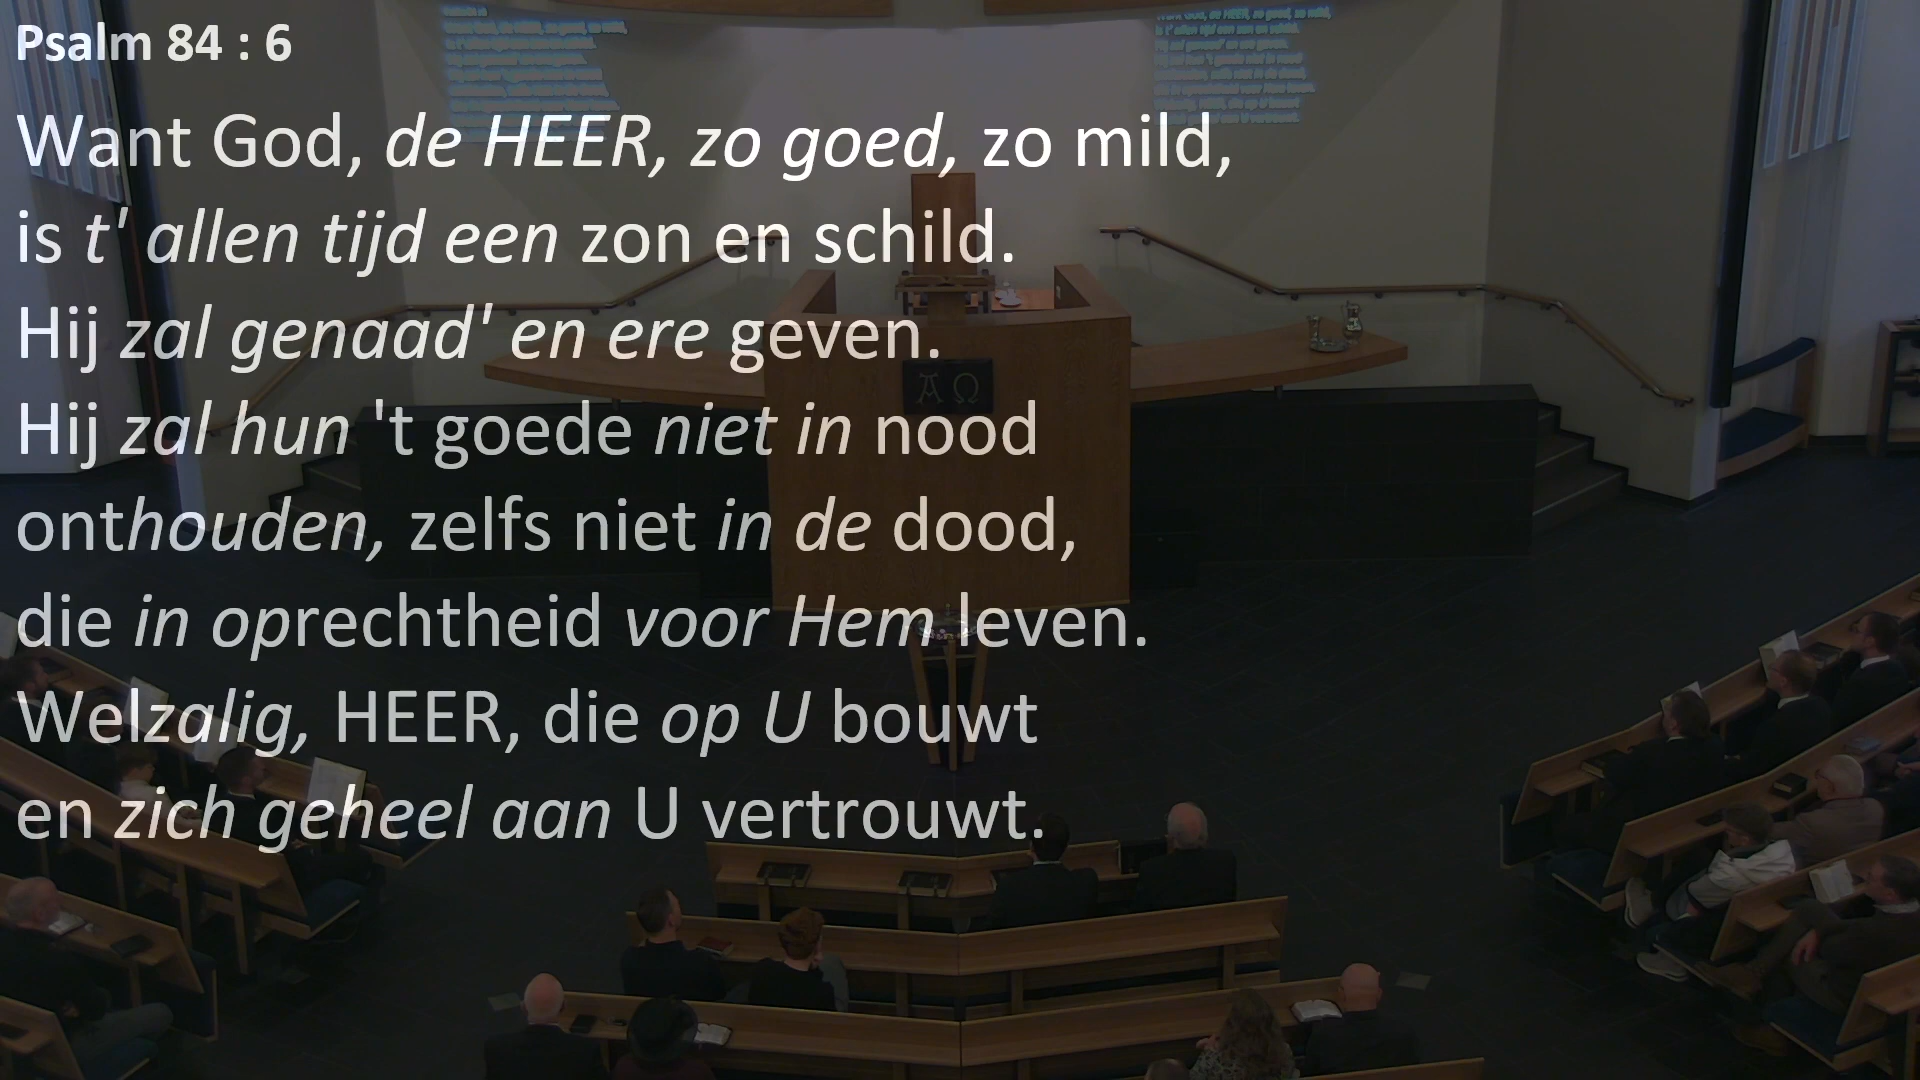 Psalm 84 : 6
Want God, de HEER, zo goed, zo mild,
is t' allen tijd een zon en schild.
Hij zal genaad' en ere geven.
Hij zal hun 't goede niet in nood
onthouden, zelfs niet in de dood,
die in oprechtheid voor Hem leven.
Welzalig, HEER, die op U bouwt
en zich geheel aan U vertrouwt.
Α Ω